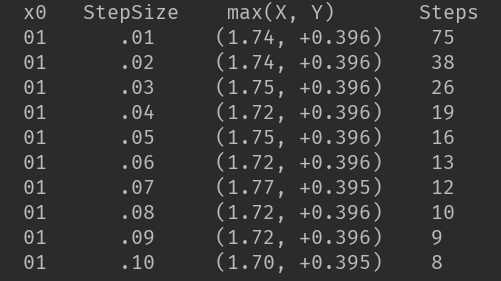 x0 StepSize max(X, Y) Steps
01 .01 (1.74, +0.396) 75
01 .02 (1.74, +0.396) 38
01 .03 (1.75, +0.396) 26
01 .04 (1.72, +0.396) 19
01 .05 (1.75, +0.396) 16
01 .06 (1.72, +0.396) 13
01 .07 (1.77, +0.395) 12
01 .08 (1.72, +0.396) 10
01 .09 (1.72, +0.396) 9
01 .10 (1.70, +0.395) 8